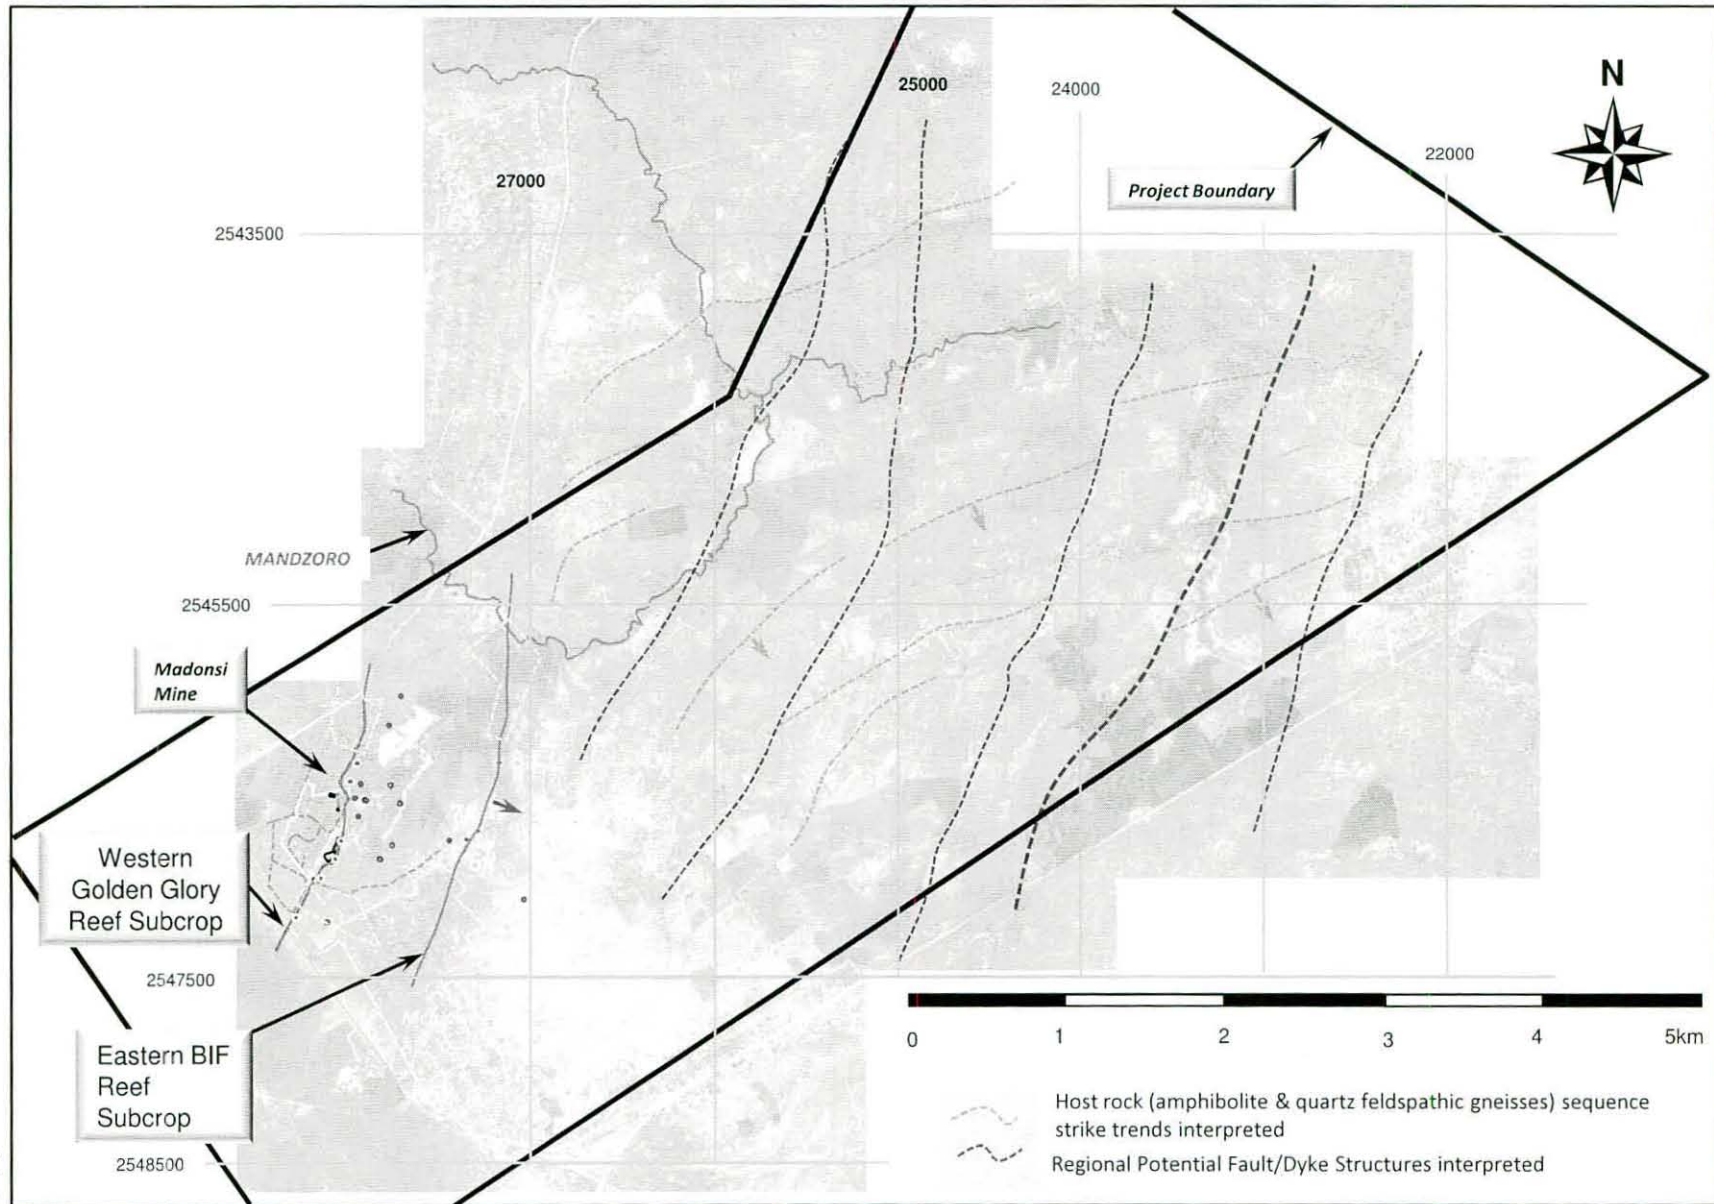 N
25000
24000
22000
27000
Project Boundary
2543500
MANDZORO
2545500
Madonsi
Mine
Western
Golden Glory
Reef Subcrop
2547500
Eastern BIF
Reef
Subcrop
2548500
0 1 2 3 4 5km
Host rock (amphibolite & quartz feldspathic gneisses) sequence
strike trends interpreted
Regional Potential Fault/Dyke Structures interpreted